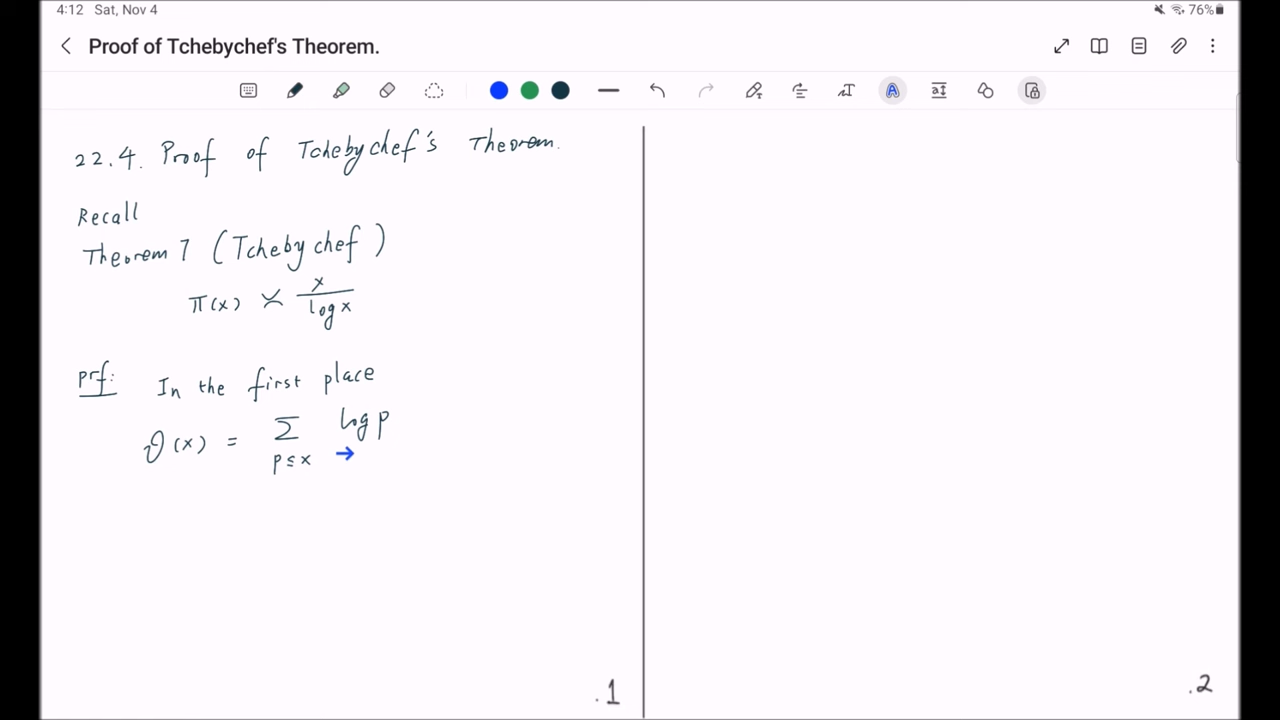 4:12 Sat, Nov 4
76%
Proof of Tchebychef's Theorem.
22.4. Proof of Tchebychef's Theorem.
Recall
Theorem 7 (Tchebychef)
π(x) ≍ x / log x
prf: In the first place
ϑ(x) = Σ log p
p ≤ x →
.1
.2